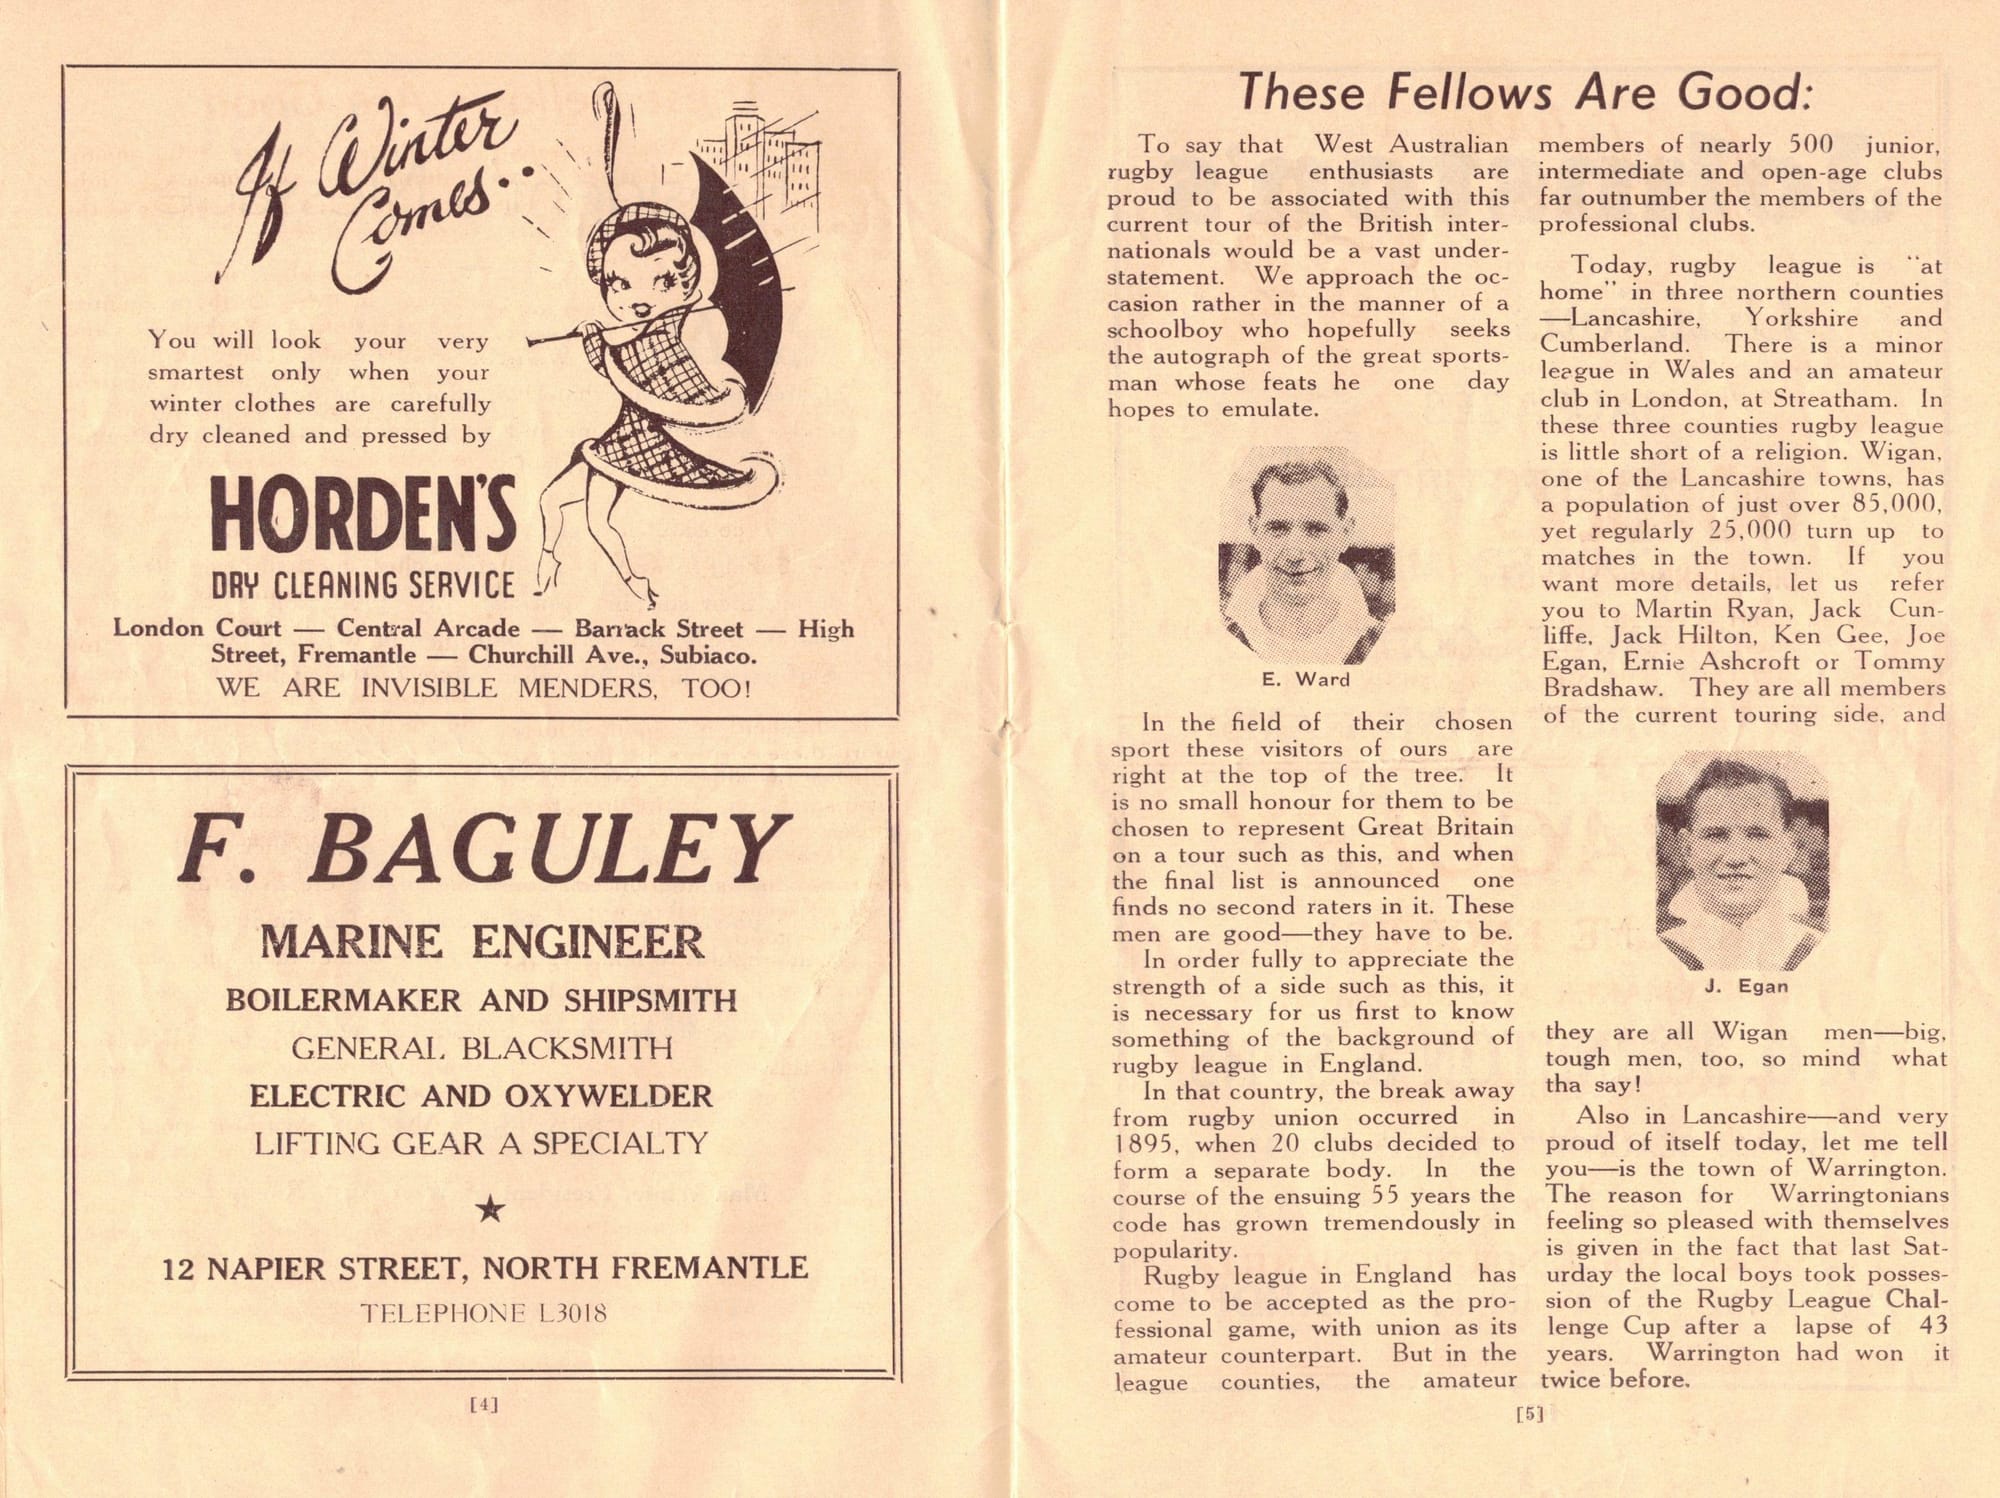 If Winter
Comes..
You will look your very
smartest only when your
winter clothes are carefully
dry cleaned and pressed by
HORDEN'S
DRY CLEANING SERVICE
London Court — Central Arcade — Barrack Street — High
Street, Fremantle — Churchill Ave., Subiaco.
WE ARE INVISIBLE MENDERS, TOO!
F. BAGULEY
MARINE ENGINEER
BOILERMAKER AND SHIPSMITH
GENERAL BLACKSMITH
ELECTRIC AND OXYWELDER
LIFTING GEAR A SPECIALTY
★
12 NAPIER STREET, NORTH FREMANTLE
TELEPHONE L3018
[4]
These Fellows Are Good:
To say that West Australian
rugby league enthusiasts are
proud to be associated with this
current tour of the British inter-
nationals would be a vast under-
statement. We approach the oc-
casion rather in the manner of a
schoolboy who hopefully seeks
the autograph of the great sports-
man whose feats he one day
hopes to emulate.
E. Ward
In the field of their chosen
sport these visitors of ours are
right at the top of the tree. It
is no small honour for them to be
chosen to represent Great Britain
on a tour such as this, and when
the final list is announced one
finds no second raters in it. These
men are good—they have to be.
In order fully to appreciate the
strength of a side such as this, it
is necessary for us first to know
something of the background of
rugby league in England.
In that country, the break away
from rugby union occurred in
1895, when 20 clubs decided to
form a separate body. In the
course of the ensuing 55 years the
code has grown tremendously in
popularity.
Rugby league in England has
come to be accepted as the pro-
fessional game, with union as its
amateur counterpart. But in the
league counties, the amateur
members of nearly 500 junior,
intermediate and open-age clubs
far outnumber the members of the
professional clubs.
Today, rugby league is "at
home" in three northern counties
—Lancashire, Yorkshire and
Cumberland. There is a minor
league in Wales and an amateur
club in London, at Streatham. In
these three counties rugby league
is little short of a religion. Wigan,
one of the Lancashire towns, has
a population of just over 85,000,
yet regularly 25,000 turn up to
matches in the town. If you
want more details, let us refer
you to Martin Ryan, Jack Cun-
liffe, Jack Hilton, Ken Gee, Joe
Egan, Ernie Ashcroft or Tommy
Bradshaw. They are all members
of the current touring side, and
J. Egan
they are all Wigan men—big,
tough men, too, so mind what
tha say!
Also in Lancashire—and very
proud of itself today, let me tell
you—is the town of Warrington.
The reason for Warringtonians
feeling so pleased with themselves
is given in the fact that last Sat-
urday the local boys took posses-
sion of the Rugby League Chal-
lenge Cup after a lapse of 43
years. Warrington had won it
twice before.
[5]